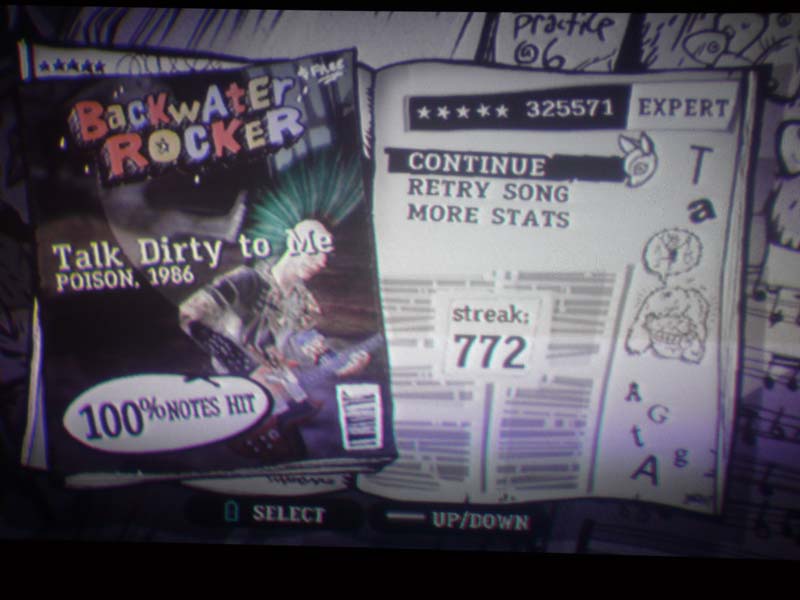 practice
06
BACKWATER
ROCKER
Talk Dirty to Me
POISON, 1986
100% NOTES HIT
325571 EXPERT
CONTINUE
RETRY SONG
MORE STATS
streak:
772
T
a
A
G
t
g
A
SELECT
UP/DOWN